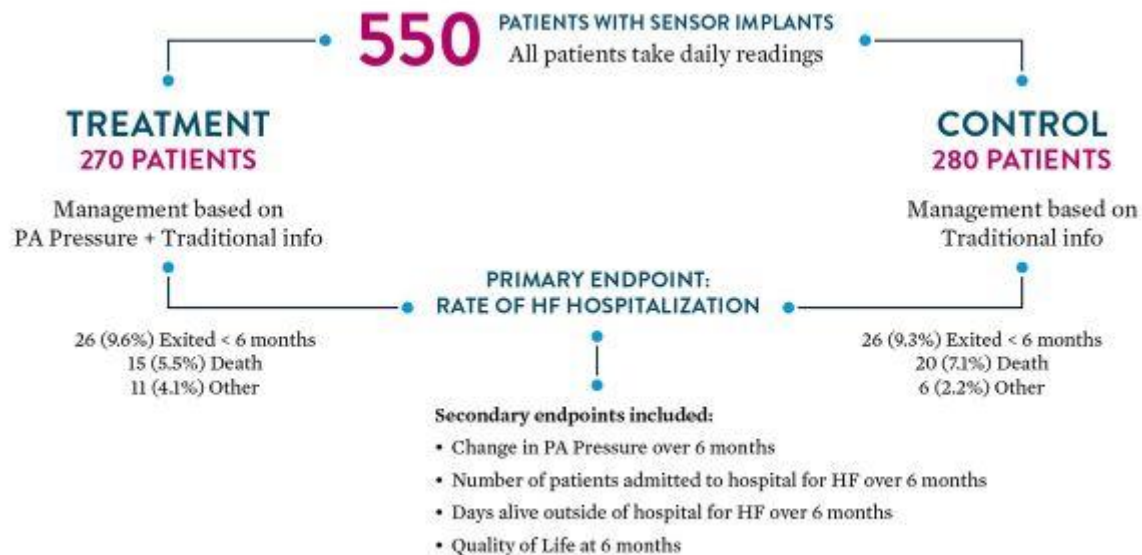 550
PATIENTS WITH SENSOR IMPLANTS
All patients take daily readings
TREATMENT
270 PATIENTS
Management based on
PA Pressure + Traditional info
CONTROL
280 PATIENTS
Management based on
Traditional info
PRIMARY ENDPOINT:
RATE OF HF HOSPITALIZATION
26 (9.6%) Exited < 6 months
15 (5.5%) Death
11 (4.1%) Other
26 (9.3%) Exited < 6 months
20 (7.1%) Death
6 (2.2%) Other
Secondary endpoints included:
• Change in PA Pressure over 6 months
• Number of patients admitted to hospital for HF over 6 months
• Days alive outside of hospital for HF over 6 months
• Quality of Life at 6 months